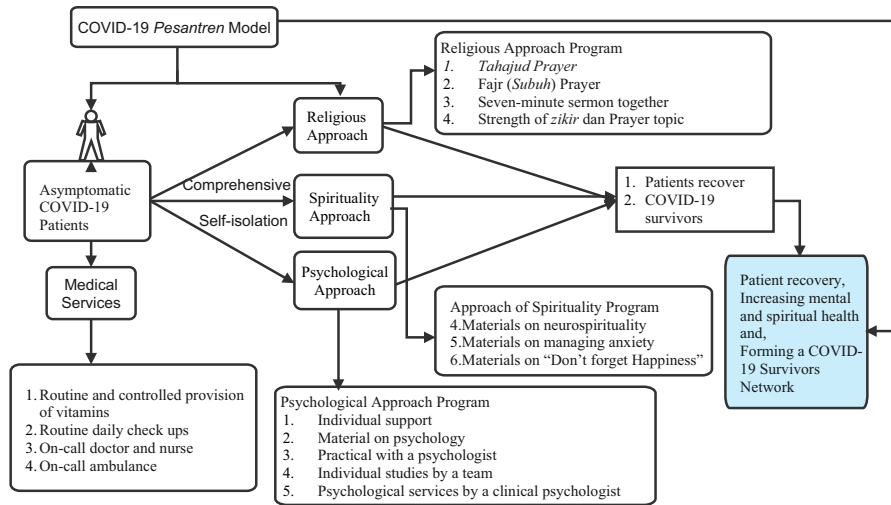 COVID-19 Pesantren Model
Religious Approach Program
1. Tahajud Prayer
2. Fajr (Subuh) Prayer
3. Seven-minute sermon together
4. Strength of zikir dan Prayer topic
Religious
Approach
Asymptomatic
COVID-19
Patients
Comprehensive
Self-isolation
Spirituality
Approach
1. Patients recover
2. COVID-19
survivors
Psychological
Approach
Medical
Services
Approach of Spirituality Program
4.Materials on neurospirituality
5.Materials on managing anxiety
6.Materials on “Don’t forget Happiness”
Patient recovery,
Increasing mental
and spiritual health
and,
Forming a COVID-
19 Survivors
Network
1. Routine and controlled provision
of vitamins
2. Routine daily check ups
3. On-call doctor and nurse
4. On-call ambulance
Psychological Approach Program
1. Individual support
2. Material on psychology
3. Practical with a psychologist
4. Individual studies by a team
5. Psychological services by a clinical psychologist